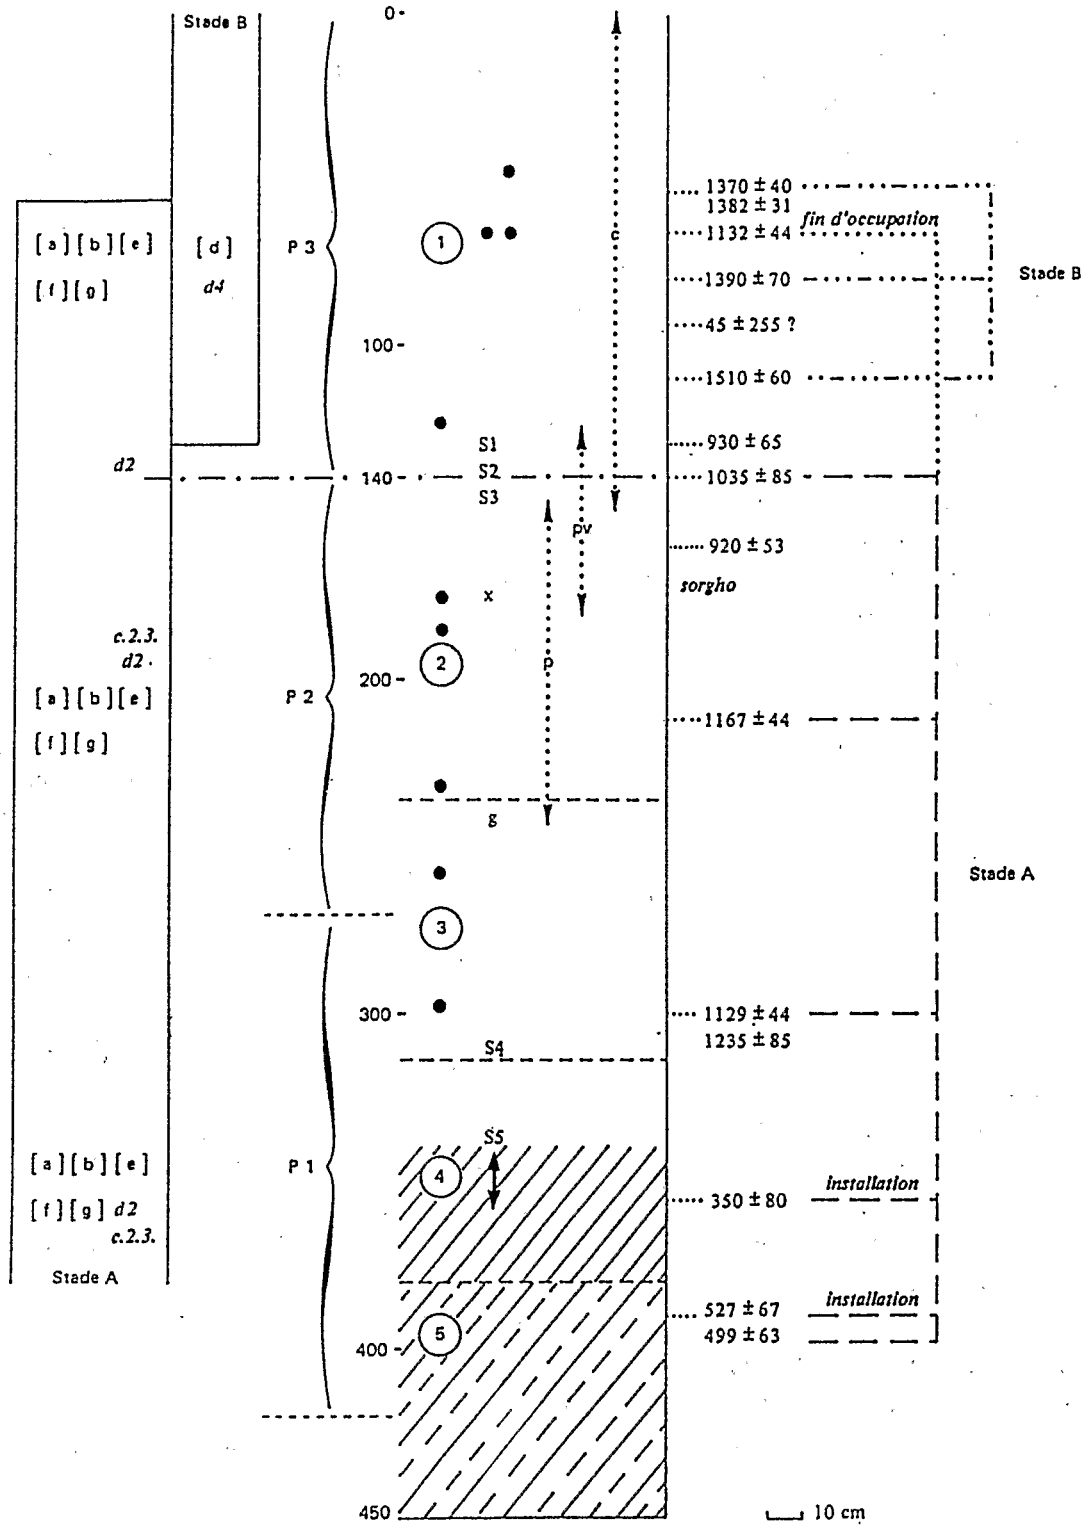 Stade B
0
1370 ± 40
1382 ± 31
fin d'occupation
[a] [b] [e]
[d]
P 3
1
c
1132 ± 44
Stade B
[f] [g]
d4
1390 ± 70
45 ± 255 ?
100
1510 ± 60
S1
930 ± 65
d2
140
S2
1035 ± 85
S3
pv
920 ± 53
sorgho
x
c.2.3.
d2
2
p
200
[a] [b] [e]
P 2
1167 ± 44
[f] [g]
g
Stade A
3
300
1129 ± 44
1235 ± 85
S4
S5
[a] [b] [e]
P 1
4
installation
350 ± 80
[f] [g] d2
c.2.3.
Stade A
installation
527 ± 67
5
499 ± 63
400
450
10 cm